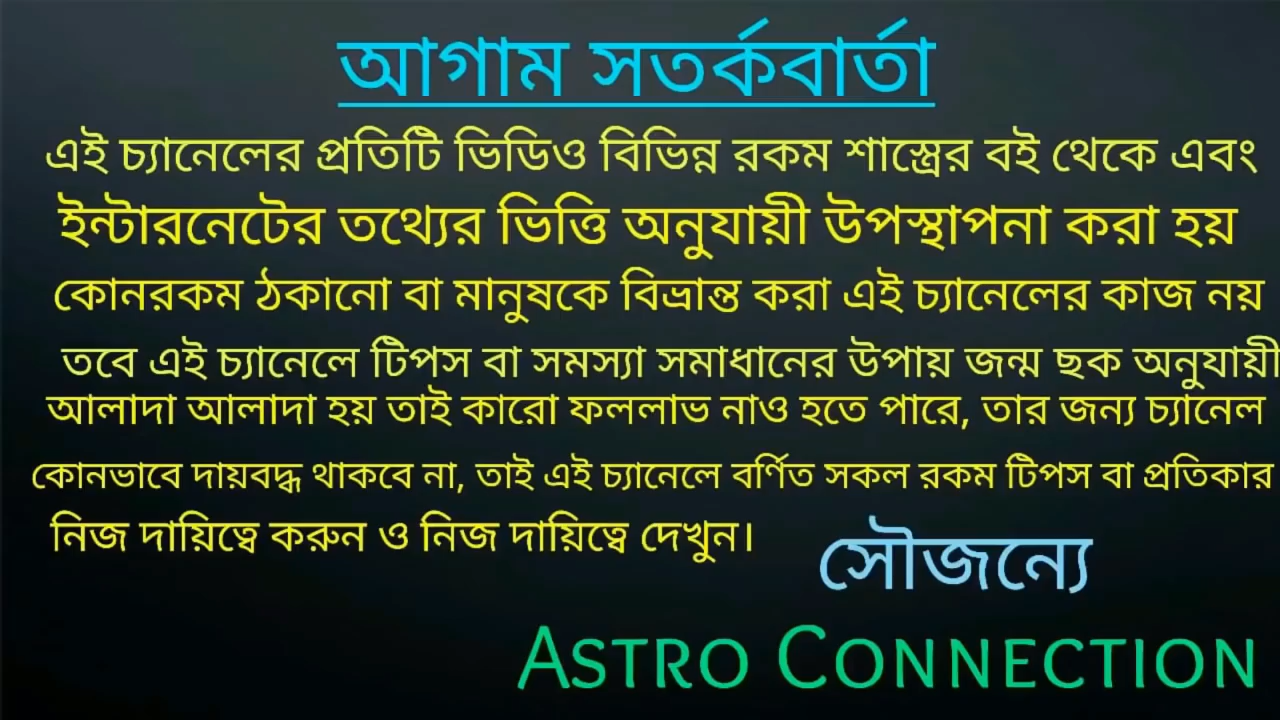 আগাম সতর্কবার্তা
এই চ্যানেলের প্রতিটি ভিডিও বিভিন্ন রকম শাস্ত্রের বই থেকে এবং
ইন্টারনেটের তথ্যের ভিত্তি অনুযায়ী উপস্থাপনা করা হয়
কোনরকম ঠকানো বা মানুষকে বিভ্রান্ত করা এই চ্যানেলের কাজ নয়
তবে এই চ্যানেলে টিপস বা সমস্যা সমাধানের উপায় জন্ম ছক অনুযায়ী
আলাদা আলাদা হয় তাই কারো ফললাভ নাও হতে পারে, তার জন্য চ্যানেল
কোনভাবে দায়বদ্ধ থাকবে না, তাই এই চ্যানেলে বর্ণিত সকল রকম টিপস বা প্রতিকার
নিজ দায়িত্বে করুন ও নিজ দায়িত্বে দেখুন।
সৌজন্যে
ASTRO CONNECTION